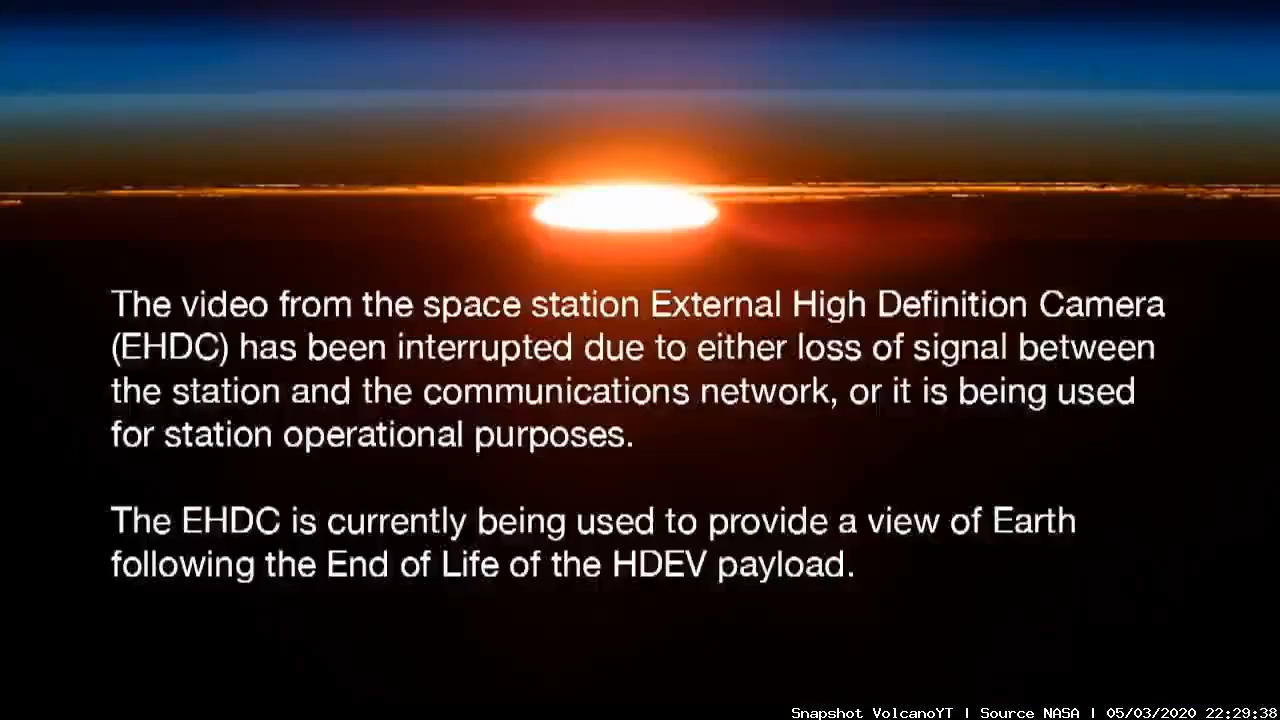 The video from the space station External High Definition Camera
(EHDC) has been interrupted due to either loss of signal between
the station and the communications network, or it is being used
for station operational purposes.
The EHDC is currently being used to provide a view of Earth
following the End of Life of the HDEV payload.
Snapshot VolcanoYT | Source NASA | 05/03/2020 22:29:38